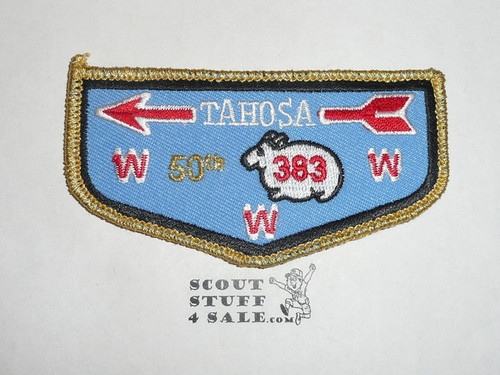 TAHOSA
W 50th 383 W
W
SCOUT
STUFF
4 SALE.com